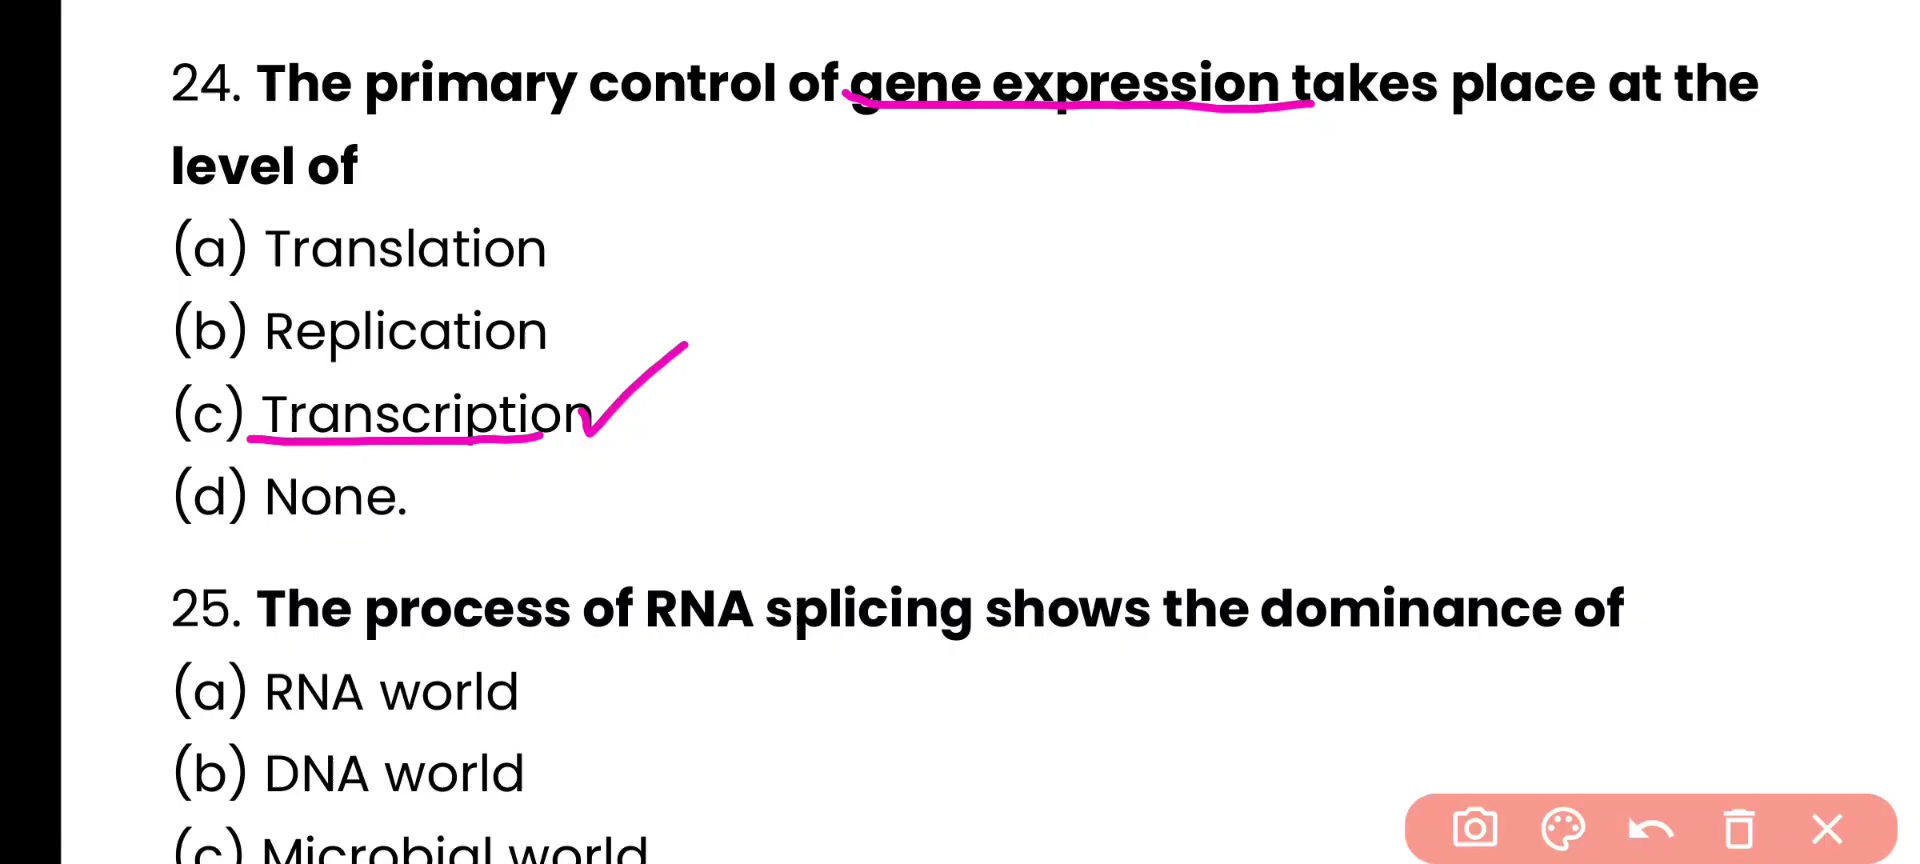 24. The primary control of gene expression takes place at the
level of
(a) Translation
(b) Replication
(c) Transcription
(d) None.
25. The process of RNA splicing shows the dominance of
(a) RNA world
(b) DNA world
(c) Microbial world